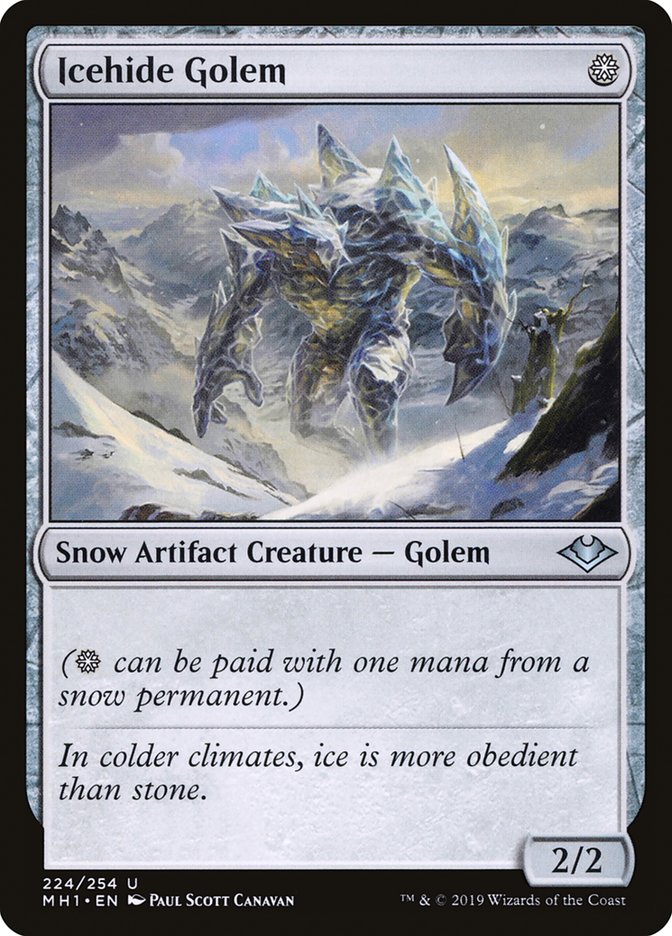 Icehide Golem
Snow Artifact Creature — Golem
( can be paid with one mana from a
snow permanent.)
In colder climates, ice is more obedient
than stone.
2/2
224/254 U
MH1 • EN Paul Scott Canavan
™ & © 2019 Wizards of the Coast